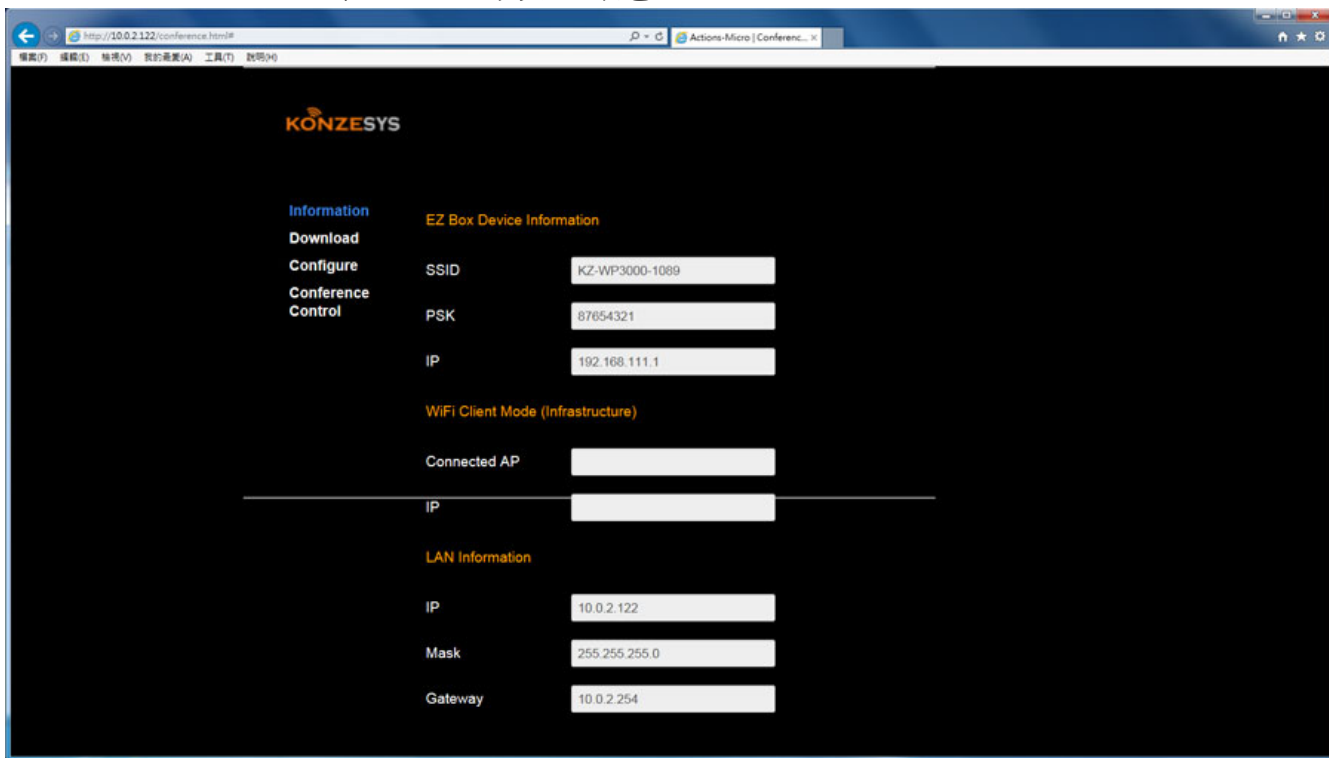 http://10.0.2.122/conference.html#
Actions-Micro | Conferenc...
檔案(F) 編輯(E) 檢視(V) 我的最愛(A) 工具(T) 說明(H)
KONZESYS
Information
Download
Configure
Conference
Control
EZ Box Device Information
SSID KZ-WP3000-1089
PSK 87654321
IP 192.168.111.1
WiFi Client Mode (Infrastructure)
Connected AP
IP
LAN Information
IP 10.0.2.122
Mask 255.255.255.0
Gateway 10.0.2.254